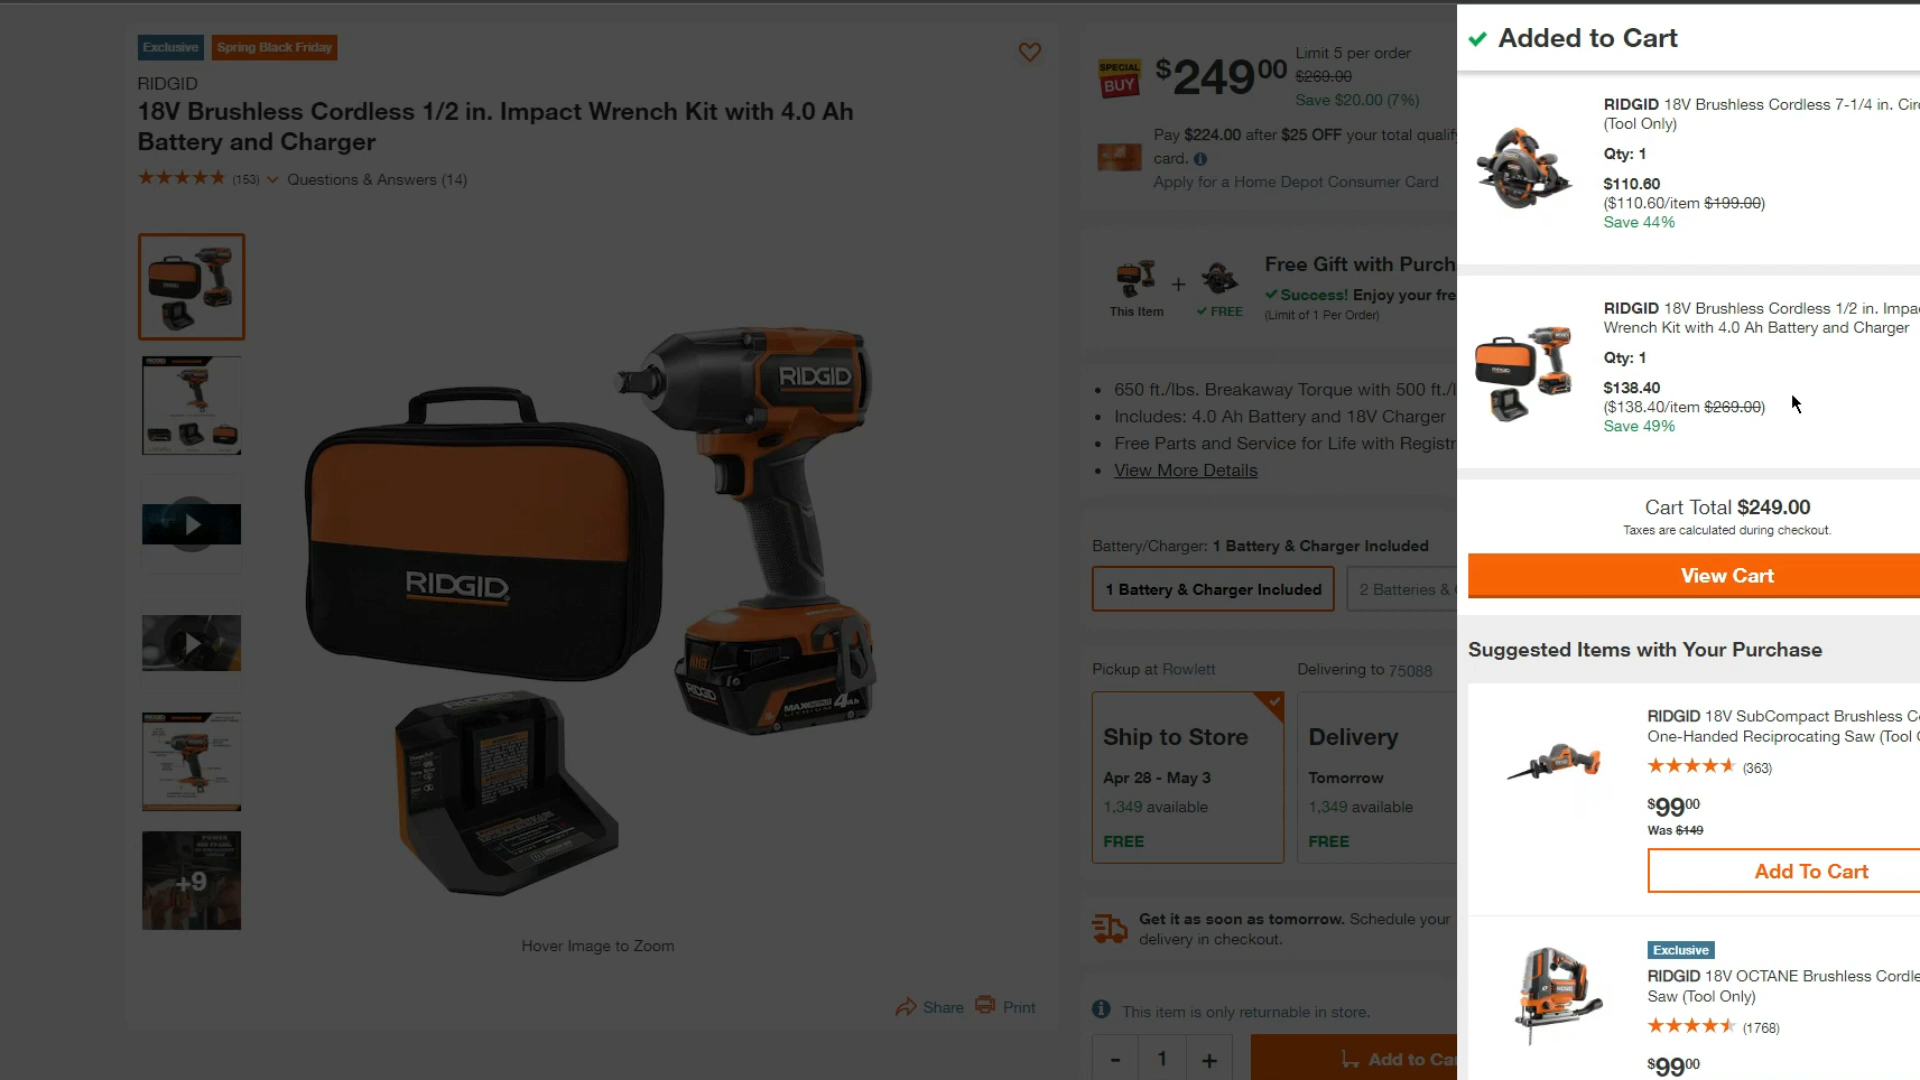 Exclusive
Spring Black Friday
RIDGID
18V Brushless Cordless 1/2 in. Impact Wrench Kit with 4.0 Ah
Battery and Charger
(153)
Questions & Answers (14)
RIDGID
RIDGID
RIDGID
MAX
4Ah
+9
Hover Image to Zoom
Share
Print
SPECIAL
BUY
$249.00
Limit 5 per order
$269.00
Save $20.00 (7%)
Pay $224.00 after $25 OFF your total
card.
Apply for a Home Depot Consumer Card
Free Gift with
Success! Enjoy your
(Limit of 1 Per Order)
This Item
+
FREE
650 ft./lbs. Breakaway Torque with 500
Includes: 4.0 Ah Battery and 18V Charger
Free Parts and Service for Life with
View More Details
Battery/Charger: 1 Battery & Charger Included
1 Battery & Charger Included
2 Batteries &
Pickup at Rowlett
Delivering to 75088
Ship to Store
Apr 28 - May 3
1,349 available
FREE
Delivery
Tomorrow
1,349 available
FREE
Get it as soon as tomorrow. Schedule your
delivery in checkout.
This item is only returnable in store.
- 1 +
Add to
Added to Cart
RIDGID 18V Brushless Cordless 7-1/4 in.
(Tool Only)
Qty: 1
$110.60
($110.60/item $199.00)
Save 44%
RIDGID 18V Brushless Cordless 1/2 in.
Wrench Kit with 4.0 Ah Battery and Charger
Qty: 1
$138.40
($138.40/item $269.00)
Save 49%
Cart Total $249.00
Taxes are calculated during checkout.
View Cart
Suggested Items with Your Purchase
RIDGID 18V SubCompact Brushless
One-Handed Reciprocating Saw (Tool
(363)
$99.00
Was $149
Add To Cart
Exclusive
RIDGID 18V OCTANE Brushless
Saw (Tool Only)
(1768)
$99.00